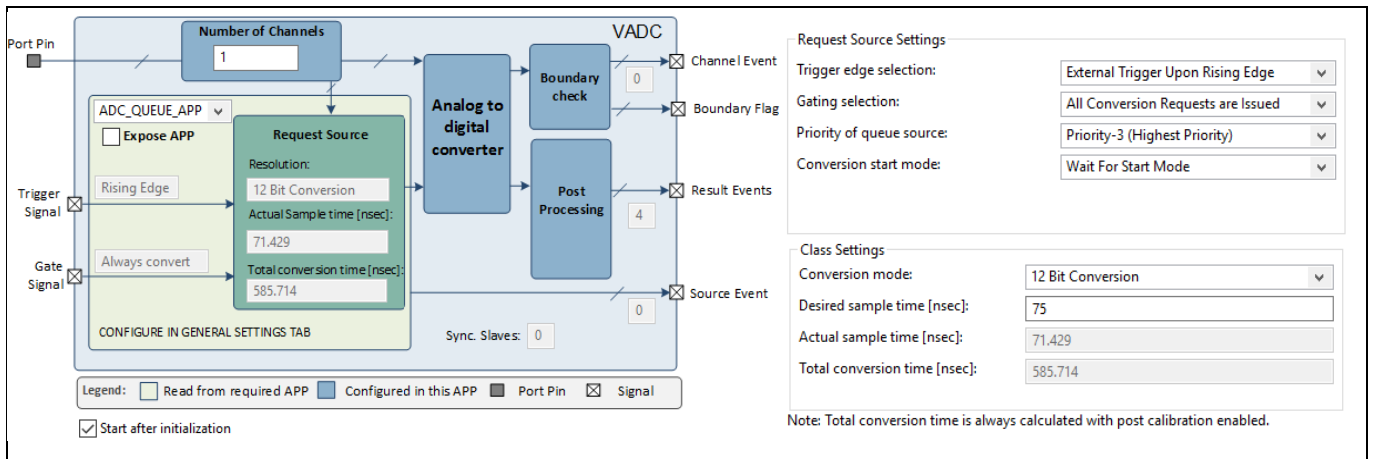 VADC
Port Pin
Number of Channels
1
ADC_QUEUE_APP
Expose APP
Request Source
Resolution:
12 Bit Conversion
Actual Sample time [nsec]:
71.429
Total conversion time [nsec]:
585.714
Trigger
Signal
Rising Edge
Gate
Signal
Always convert
CONFIGURE IN GENERAL SETTINGS TAB
Analog to
digital
converter
Boundary
check
Post
Processing
Channel Event
0
Boundary Flag
Result Events
4
Source Event
0
Sync. Slaves: 0
Legend: Read from required APP Configured in this APP Port Pin Signal
Start after initialization
Request Source Settings
Trigger edge selection: External Trigger Upon Rising Edge
Gating selection: All Conversion Requests are Issued
Priority of queue source: Priority-3 (Highest Priority)
Conversion start mode: Wait For Start Mode
Class Settings
Conversion mode: 12 Bit Conversion
Desired sample time [nsec]: 75
Actual sample time [nsec]: 71.429
Total conversion time [nsec]: 585.714
Note: Total conversion time is always calculated with post calibration enabled.